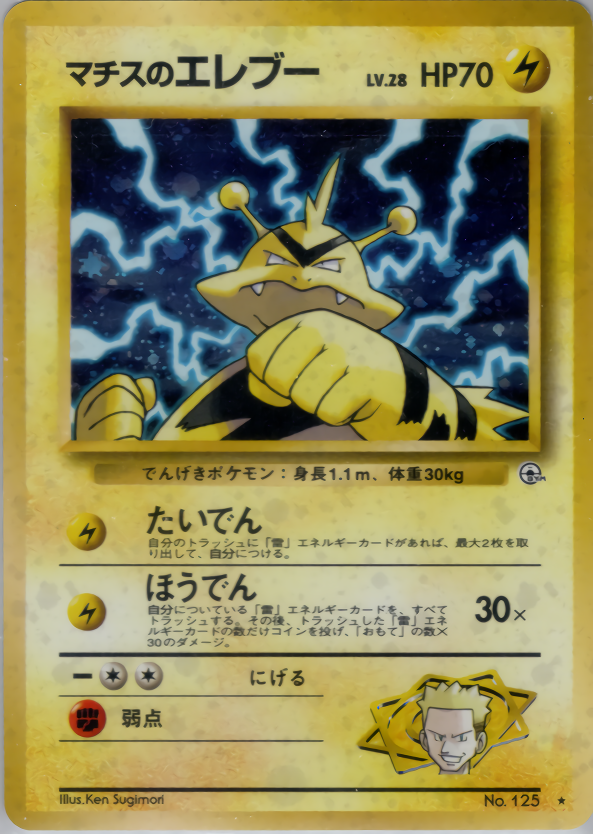 マチスのエレブー LV.28 HP70
でんげきポケモン：身長1.1m、体重30kg
GYM
たいでん
自分のトラッシュに「雷」エネルギーカードがあれば、最大2枚を取
り出して、自分につける。
ほうでん
自分についている「雷」エネルギーカードを、すべて
トラッシュする。その後、トラッシュした「雷」エネ
ルギーカードの数だけコインを投げ、「おもて」の数×
30のダメージ。
30×
ー にげる
弱点
Illus.Ken Sugimori No. 125 ★